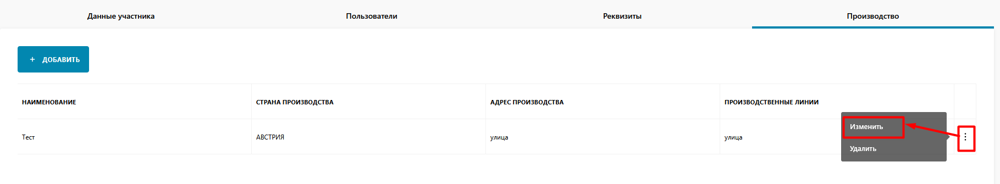 Данные участника
Пользователи
Реквизиты
Производство
+ ДОБАВИТЬ
НАИМЕНОВАНИЕ
СТРАНА ПРОИЗВОДСТВА
АДРЕС ПРОИЗВОДСТВА
ПРОИЗВОДСТВЕННЫЕ ЛИНИИ
Тест
АВСТРИЯ
улица
улица
Изменить
Удалить